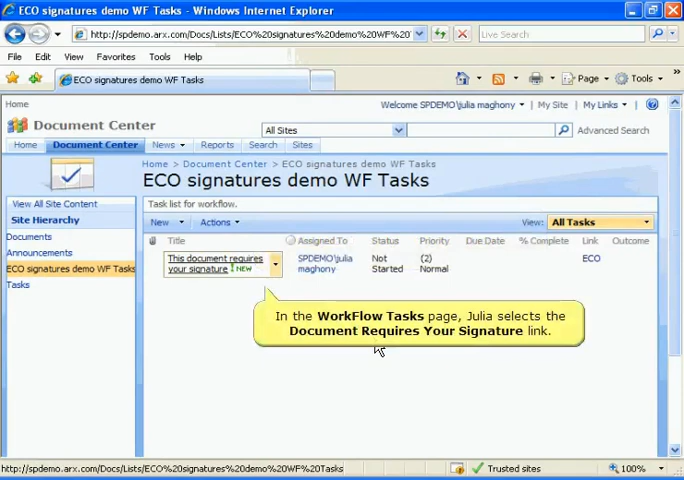 ECO signatures demo WF Tasks - Windows Internet Explorer
http://spdemo.arx.com/Docs/Lists/ECO%20signatures%20demo%20WF%20
Live Search
File Edit View Favorites Tools Help
ECO signatures demo WF Tasks
Page Tools
Home
Welcome SPDEMO\julia maghony My Site My Links
Document Center
All Sites
Advanced Search
Home Document Center News Reports Search Sites
Home > Document Center > ECO signatures demo WF Tasks
ECO signatures demo WF Tasks
View All Site Content
Task list for workflow.
Site Hierarchy
New Actions View: All Tasks
Documents
Announcements
ECO signatures demo WF Tasks
Tasks
Title Assigned To Status Priority Due Date % Complete Link Outcome
This document requires your signature ! NEW
SPDEMO\julia maghony
Not Started
(2) Normal
ECO
In the WorkFlow Tasks page, Julia selects the
Document Requires Your Signature link.
http://spdemo.arx.com/Docs/Lists/ECO%20signatures%20demo%20WF%20Tasks
Trusted sites
100%